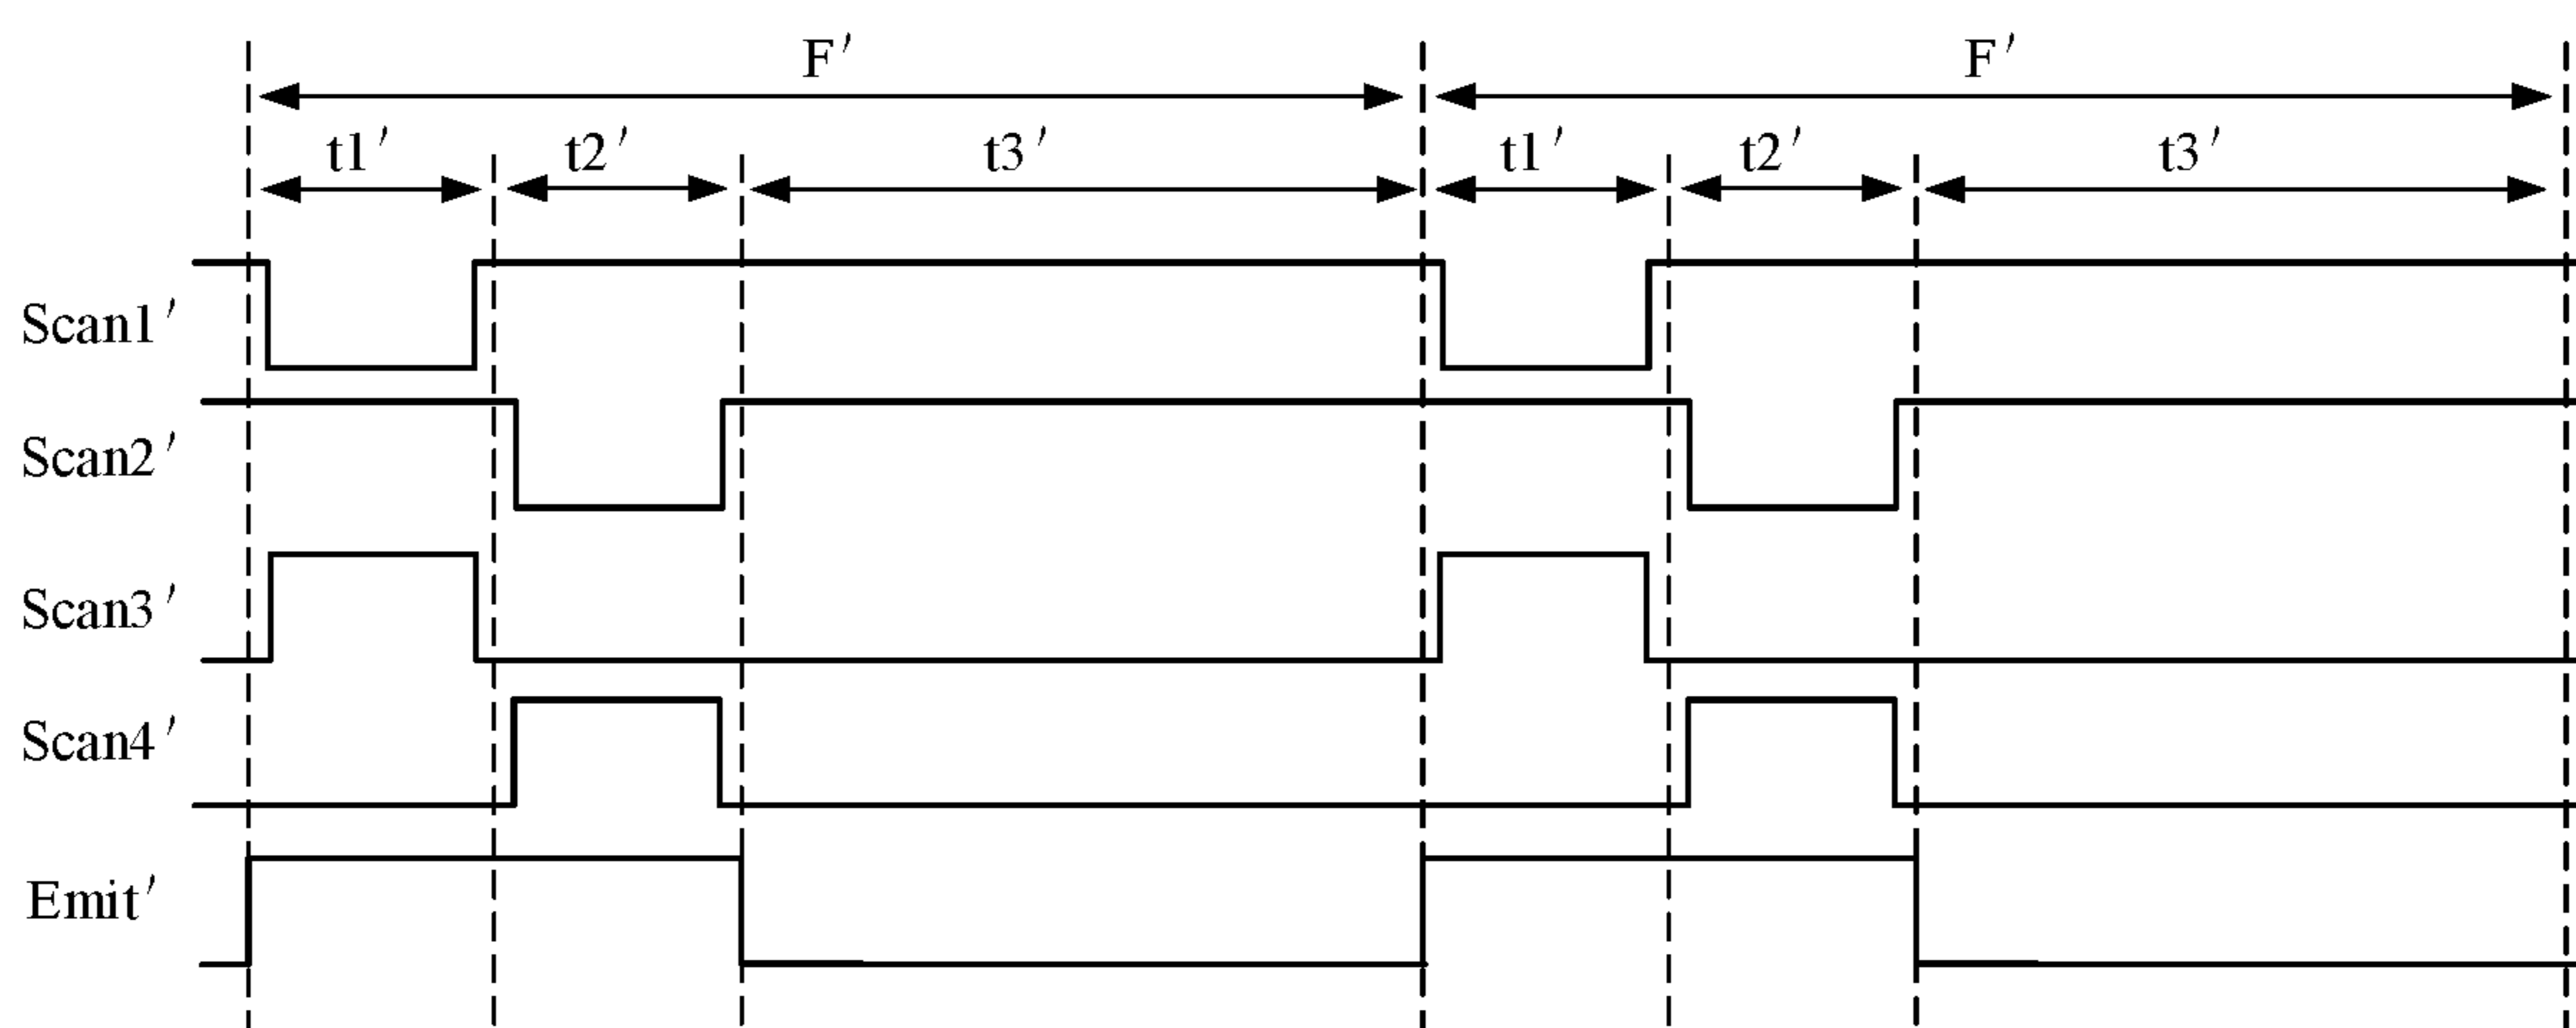 F′ F′
t1′ t2′ t3′ t1′ t2′ t3′
Scan1′
Scan2′
Scan3′
Scan4′
Emit′